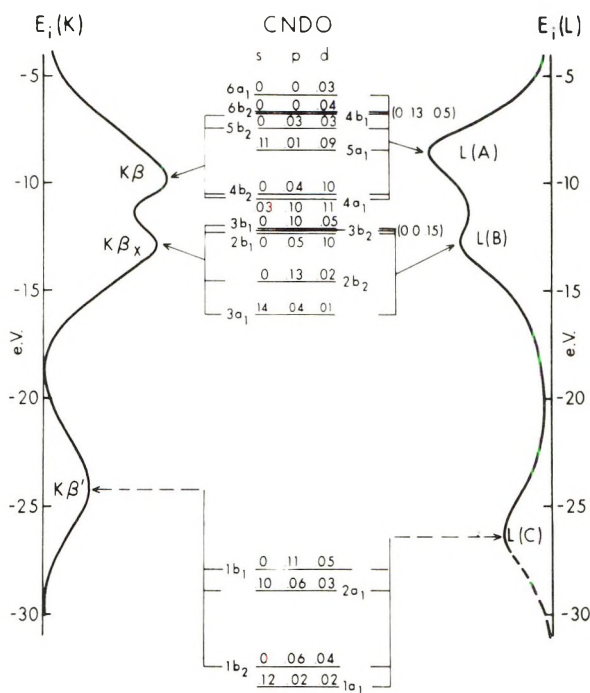 Ei(K) CNDO Ei(L)
s p d
-5 -5
6a1 0 0 .03
6b2 0 0 .04 4b1 (0 .13 .05)
5b2 0 .03 .03
.11 .01 .09 5a1
Kβ L(A)
-10 -10
4b2 0 .04 .10
.03 .10 .11 4a1
3b1 0 .10 .05 3b2 (0 0 .15)
Kβx 2b1 0 .05 .10 L(B)
0 .13 .02 2b2
-15 -15
3a1 .14 .04 .01
e.V. e.V.
-20 -20
Kβ'
-25 -25
L(C)
1b1 0 .11 .05
.10 .06 .03 2a1
-30 -30
1b2 0 .06 .04
.12 .02 .02 1a1